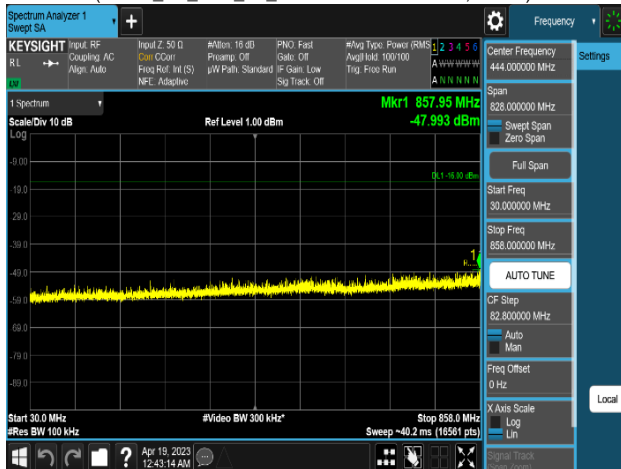 Spectrum Analyzer 1
Swept SA
Frequency
KEYSIGHT
R L
Input: RF
Coupling: AC
Align: Auto
Input Z: 50 Ω
Corr CCorr
Freq Ref: Int (S)
NFE: Adaptive
#Atten: 16 dB
Preamp: Off
µW Path: Standard
PNO: Fast
Gate: Off
IF Gain: Low
Sig Track: Off
#Avg Type: Power (RMS
Avg|Hold: 100/100
Trig: Free Run
1 2 3 4 5 6
A W W W W W
A N N N N N
1 Spectrum
Scale/Div 10 dB
Log
Ref Level 1.00 dBm
Mkr1 857.95 MHz
-47.993 dBm
DL1 -16.00 dBm
-9.00
-19.0
-29.0
-39.0
-49.0
-59.0
-69.0
-79.0
-89.0
1
Start 30.0 MHz
#Res BW 100 kHz
#Video BW 300 kHz*
Stop 858.0 MHz
Sweep ~40.2 ms (16561 pts)
Center Frequency
444.000000 MHz
Span
828.000000 MHz
Swept Span
Zero Span
Full Span
Start Freq
30.000000 MHz
Stop Freq
858.000000 MHz
AUTO TUNE
CF Step
82.800000 MHz
Auto
Man
Freq Offset
0 Hz
X Axis Scale
Log
Lin
Signal Track
Settings
Local
?
Apr 19, 2023
12:43:14 AM